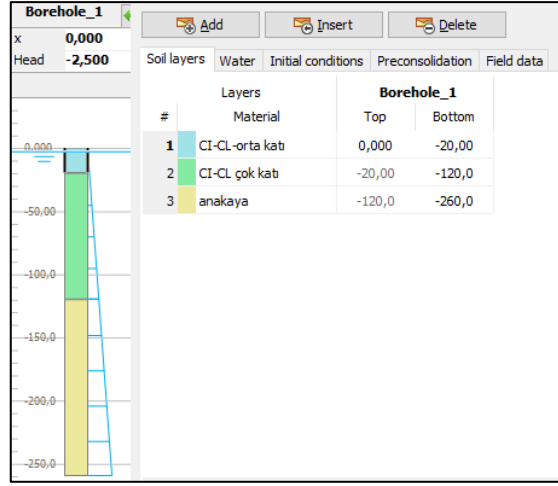 Borehole_1
x 0,000
Head -2,500
0.000
-50,00
-100,0
-150,0
-200,0
-250,0
Add Insert Delete
Soil layers Water Initial conditions Preconsolidation Field data
Layers Borehole_1
# Material Top Bottom
1 CI-CL-orta katı 0,000 -20,00
2 CI-CL çok katı -20,00 -120,0
3 anakaya -120,0 -260,0